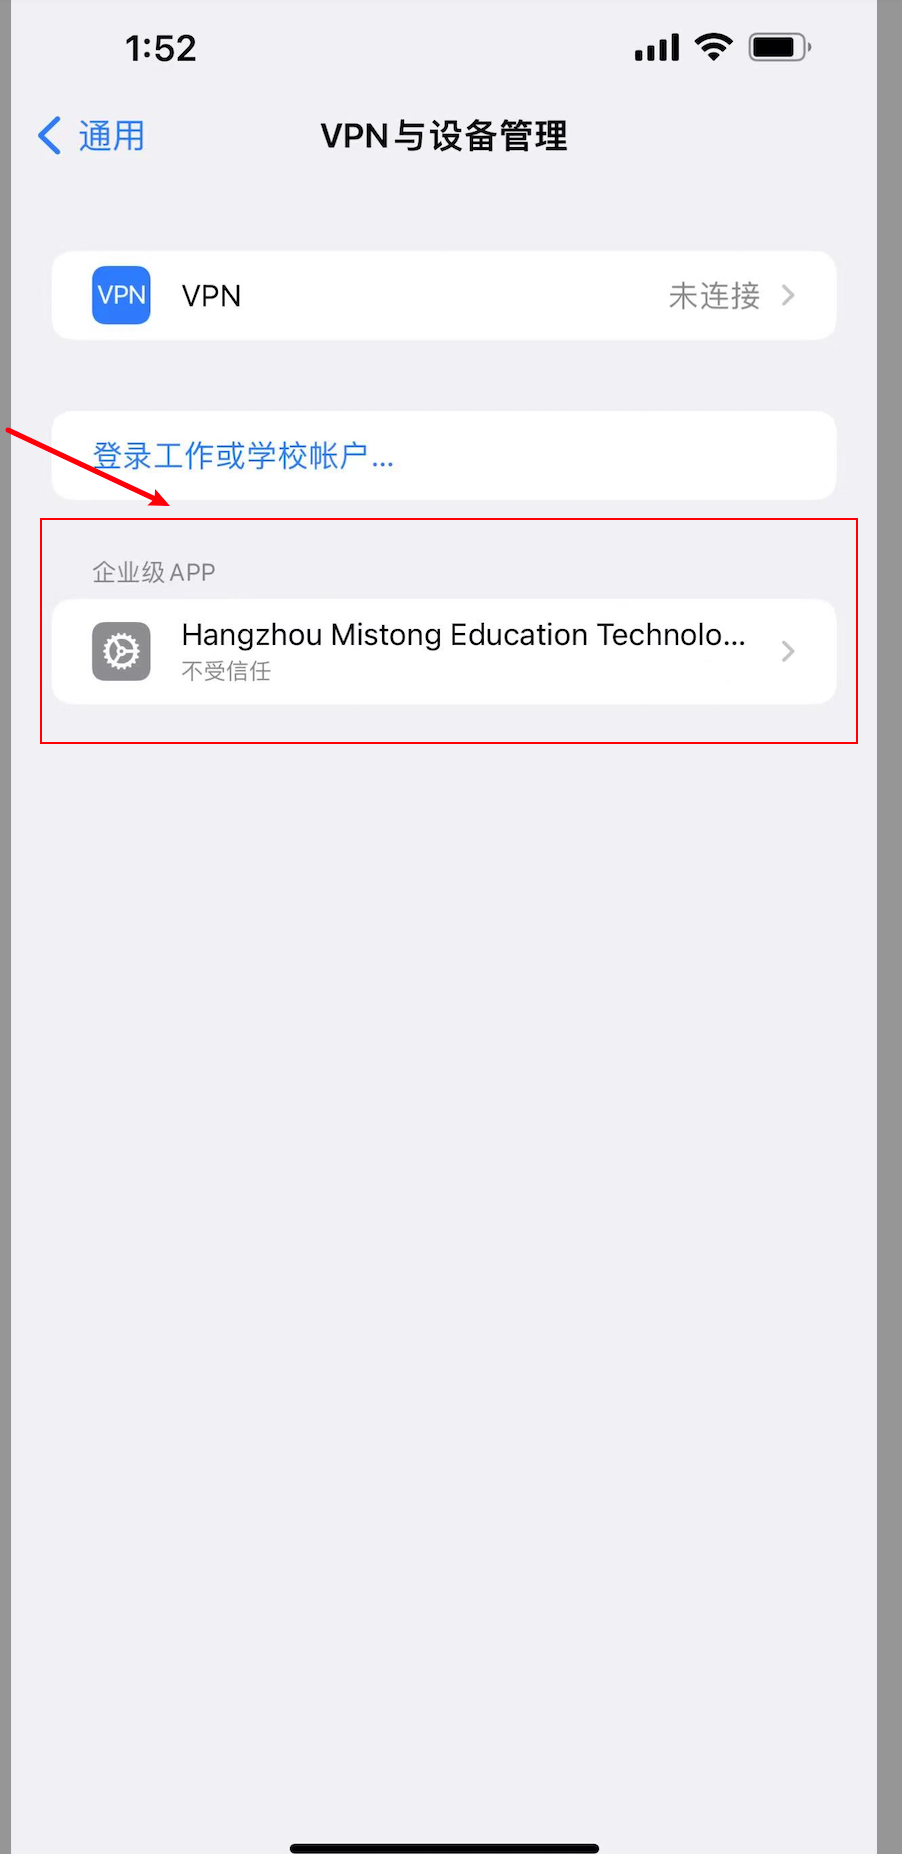 1:52
通用
VPN与设备管理
VPN
VPN
未连接
登录工作或学校帐户...
企业级 APP
Hangzhou Mistong Education Technolo...
不受信任